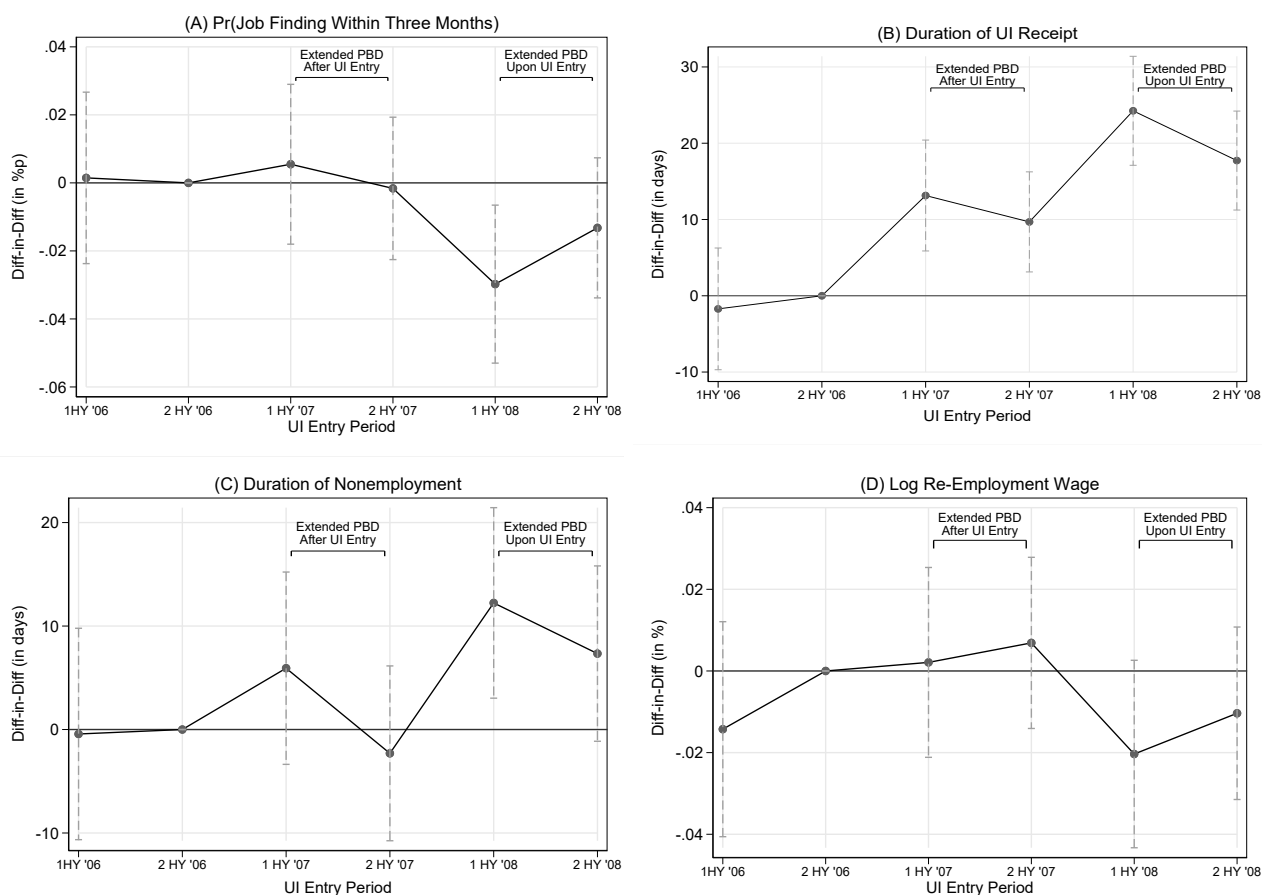 (A) Pr(Job Finding Within Three Months)
Extended PBD
After UI Entry
Extended PBD
Upon UI Entry
Diff-in-Diff (in %p)
.04
.02
0
-.02
-.04
-.06
1HY '06
2 HY '06
1 HY '07
2 HY '07
1 HY '08
2 HY '08
UI Entry Period
(B) Duration of UI Receipt
Extended PBD
After UI Entry
Extended PBD
Upon UI Entry
Diff-in-Diff (in days)
30
20
10
0
-10
1HY '06
2 HY '06
1 HY '07
2 HY '07
1 HY '08
2 HY '08
UI Entry Period
(C) Duration of Nonemployment
Extended PBD
After UI Entry
Extended PBD
Upon UI Entry
Diff-in-Diff (in days)
20
10
0
-10
1HY '06
2 HY '06
1 HY '07
2 HY '07
1 HY '08
2 HY '08
UI Entry Period
(D) Log Re-Employment Wage
Extended PBD
After UI Entry
Extended PBD
Upon UI Entry
Diff-in-Diff (in %)
.04
.02
0
-.02
-.04
1HY '06
2 HY '06
1 HY '07
2 HY '07
1 HY '08
2 HY '08
UI Entry Period